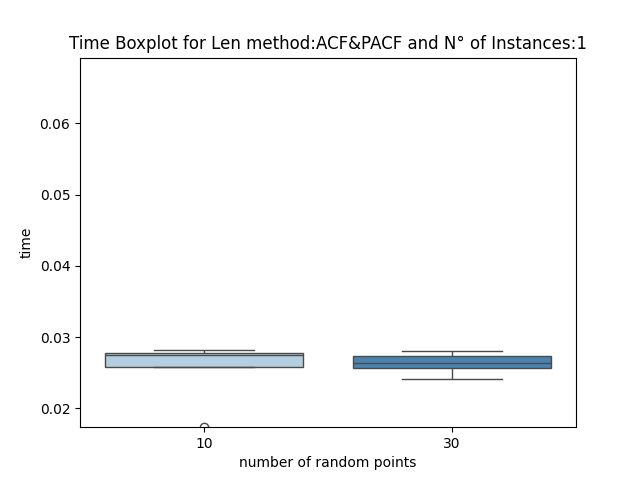 Time Boxplot for Len method:ACF&PACF and N° of Instances:1
0.06
0.05
0.04
0.03
0.02
time
10
30
number of random points